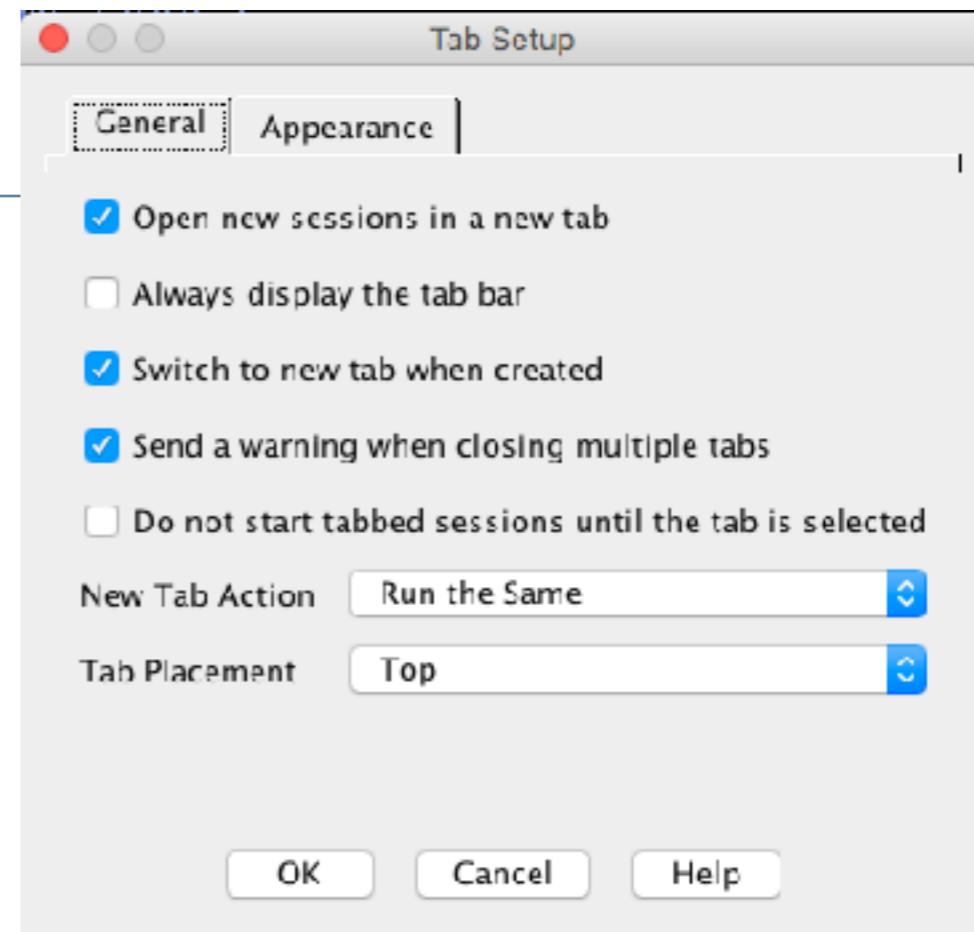 Tab Setup
General Appearance
Open new sessions in a new tab
Always display the tab bar
Switch to new tab when created
Send a warning when closing multiple tabs
Do not start tabbed sessions until the tab is selected
New Tab Action Run the Same
Tab Placement Top
OK Cancel Help